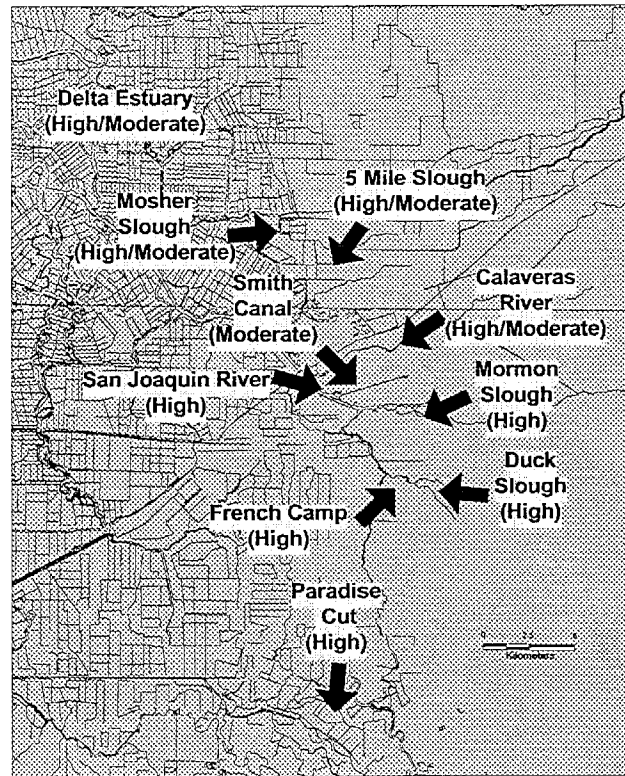 Delta Estuary
(High/Moderate)
5 Mile Slough
(High/Moderate)
Mosher
Slough
(High/Moderate)
Smith
Canal
(Moderate)
Calaveras
River
(High/Moderate)
San Joaquin River
(High)
Mormon
Slough
(High)
Duck
Slough
(High)
French Camp
(High)
Paradise
Cut
(High)
0
Kilometers